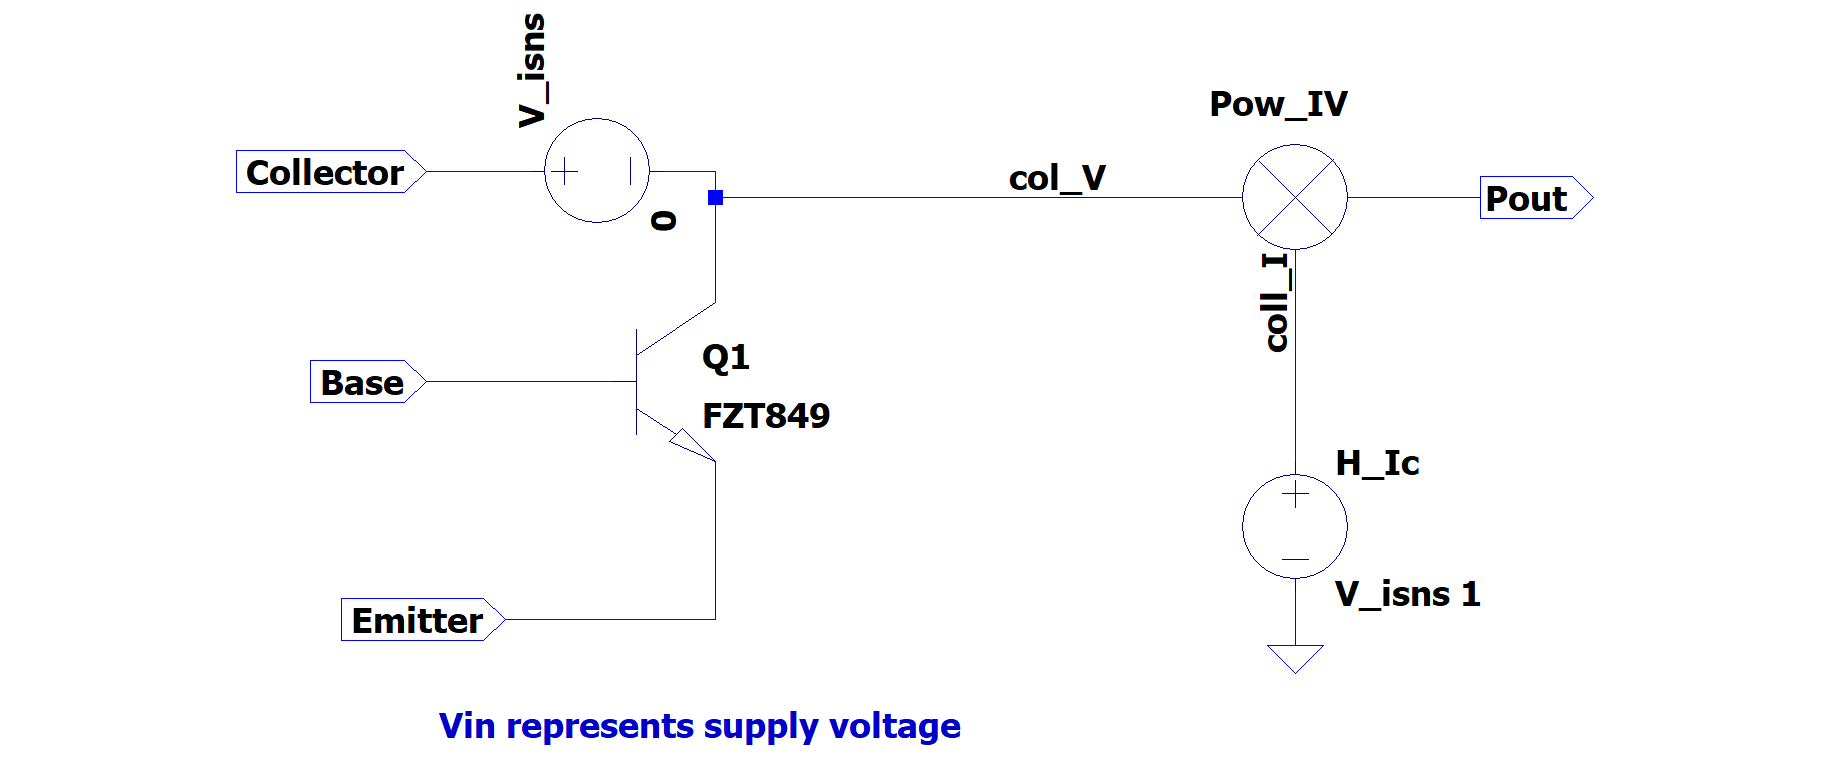 V_isns
Pow_IV
Collector
col_V
Pout
0
coll_I
Q1
Base
FZT849
H_Ic
V_isns 1
Emitter
Vin represents supply voltage